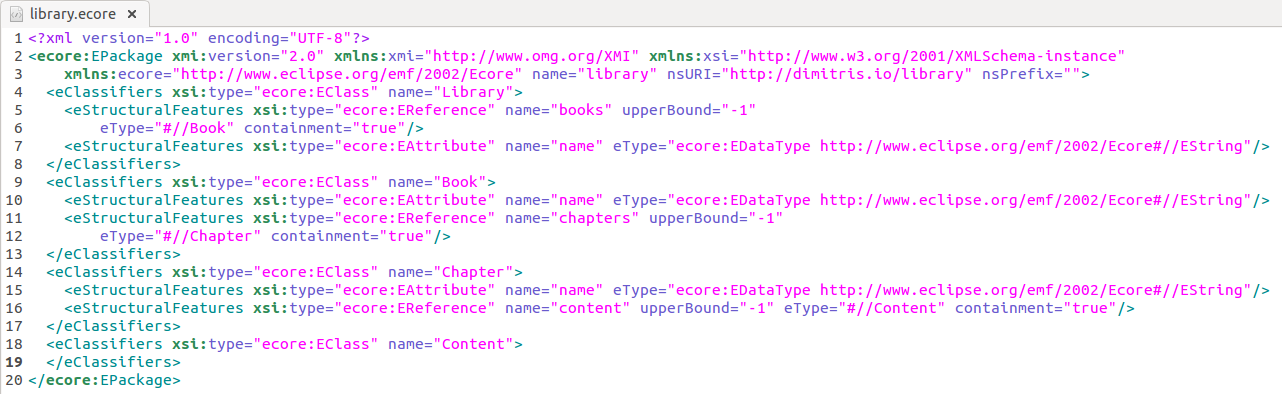 library.ecore ×
1 <?xml version="1.0" encoding="UTF-8"?>
2 <ecore:EPackage xmi:version="2.0" xmlns:xmi="http://www.omg.org/XMI" xmlns:xsi="http://www.w3.org/2001/XMLSchema-instance"
3     xmlns:ecore="http://www.eclipse.org/emf/2002/Ecore" name="library" nsURI="http://dimitris.io/library" nsPrefix="">
4   <eClassifiers xsi:type="ecore:EClass" name="Library">
5     <eStructuralFeatures xsi:type="ecore:EReference" name="books" upperBound="-1"
6         eType="#//Book" containment="true"/>
7     <eStructuralFeatures xsi:type="ecore:EAttribute" name="name" eType="ecore:EDataType http://www.eclipse.org/emf/2002/Ecore#//EString"/>
8   </eClassifiers>
9   <eClassifiers xsi:type="ecore:EClass" name="Book">
10     <eStructuralFeatures xsi:type="ecore:EAttribute" name="name" eType="ecore:EDataType http://www.eclipse.org/emf/2002/Ecore#//EString"/>
11     <eStructuralFeatures xsi:type="ecore:EReference" name="chapters" upperBound="-1"
12         eType="#//Chapter" containment="true"/>
13   </eClassifiers>
14   <eClassifiers xsi:type="ecore:EClass" name="Chapter">
15     <eStructuralFeatures xsi:type="ecore:EAttribute" name="name" eType="ecore:EDataType http://www.eclipse.org/emf/2002/Ecore#//EString"/>
16     <eStructuralFeatures xsi:type="ecore:EReference" name="content" upperBound="-1" eType="#//Content" containment="true"/>
17   </eClassifiers>
18   <eClassifiers xsi:type="ecore:EClass" name="Content">
19   </eClassifiers>
20 </ecore:EPackage>